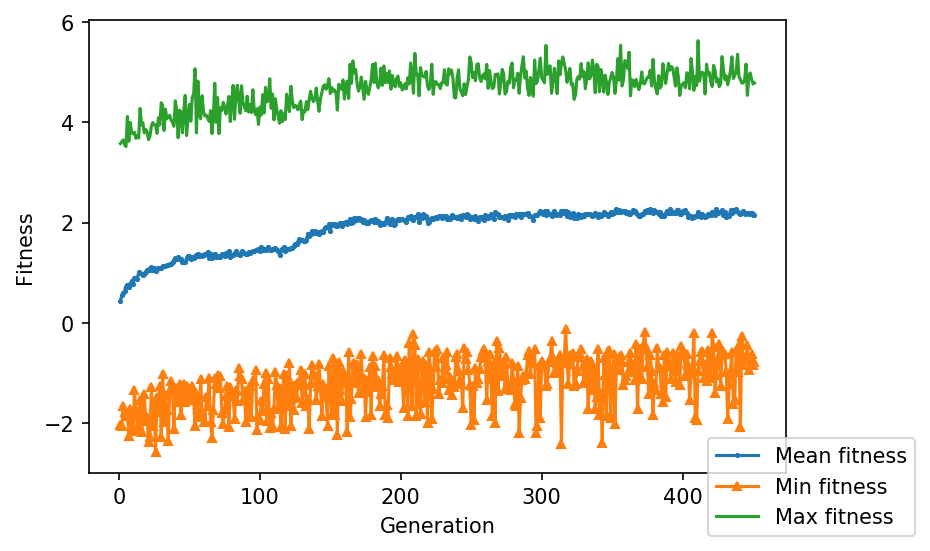 6
4
2
0
−2
Fitness
0
100
200
300
400
Generation
Mean fitness
Min fitness
Max fitness